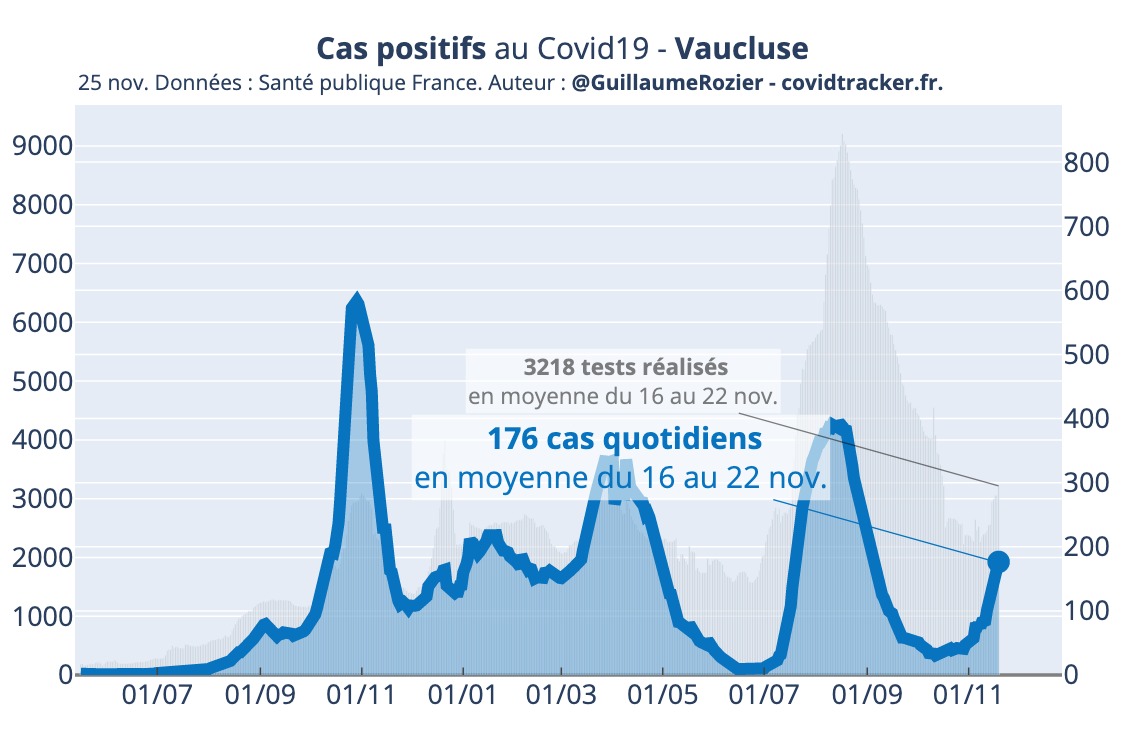 Cas positifs au Covid19 - Vaucluse
25 nov. Données : Santé publique France. Auteur : @GuillaumeRozier - covidtracker.fr.
9000
8000
7000
6000
5000
4000
3000
2000
1000
0
800
700
600
500
400
300
200
100
0
3218 tests réalisés
en moyenne du 16 au 22 nov.
176 cas quotidiens
en moyenne du 16 au 22 nov.
01/07 01/09 01/11 01/01 01/03 01/05 01/07 01/09 01/11